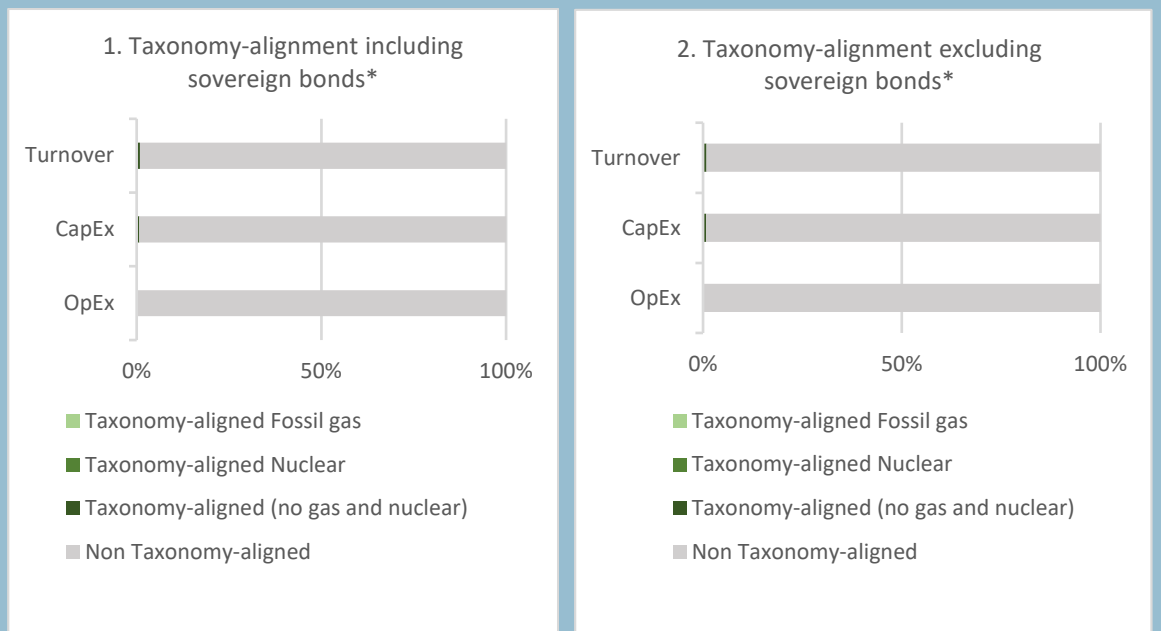 1. Taxonomy-alignment including
sovereign bonds*
Turnover
CapEx
OpEx
0%
50%
100%
Taxonomy-aligned Fossil gas
Taxonomy-aligned Nuclear
Taxonomy-aligned (no gas and nuclear)
Non Taxonomy-aligned
2. Taxonomy-alignment excluding
sovereign bonds*
Turnover
CapEx
OpEx
0%
50%
100%
Taxonomy-aligned Fossil gas
Taxonomy-aligned Nuclear
Taxonomy-aligned (no gas and nuclear)
Non Taxonomy-aligned